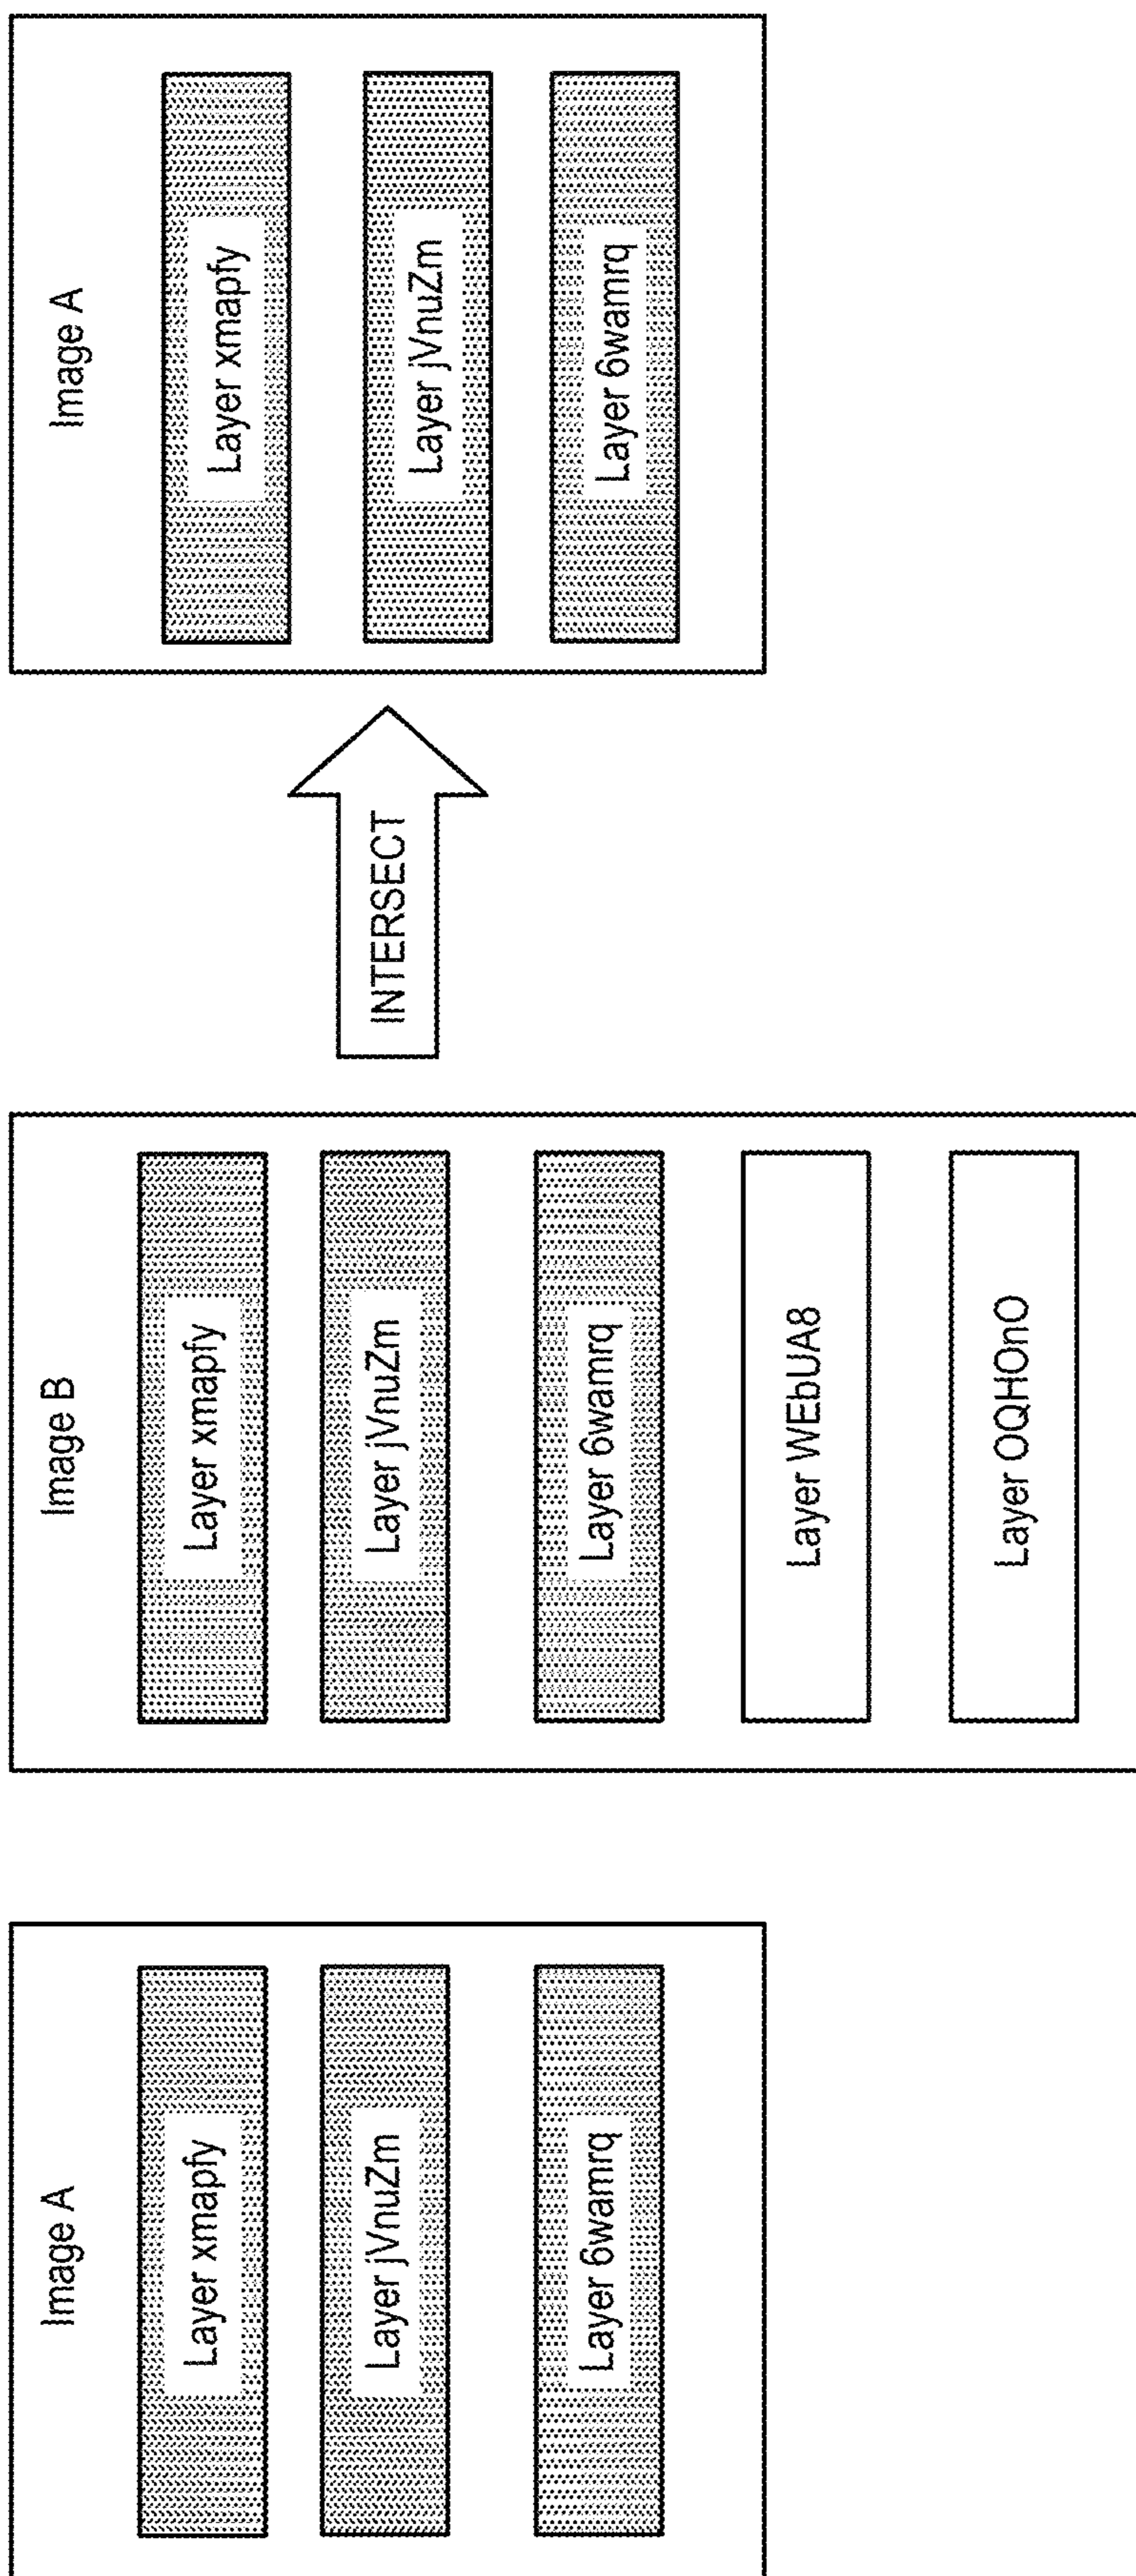 Image A
Layer xmapfy
Layer jVnuZm
Layer 6wamrq
Image B
Layer xmapfy
Layer jVnuZm
Layer 6wamrq
Layer WEbUA8
Layer OQHOnO
INTERSECT
Image A
Layer xmapfy
Layer jVnuZm
Layer 6wamrq